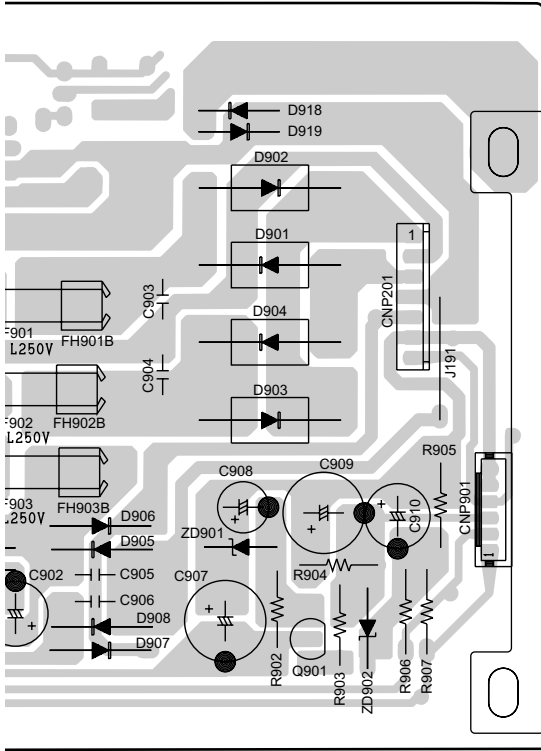 D918
D919
D902
1
D901
CNP201
C903
F901
L250V
FH901B
D904
J191
C904
D903
F902
L250V
FH902B
R905
C908
C909
CNP901
C910
F903
L250V
FH903B
D906
ZD901
D905
1
C902
C905
C907
R904
C906
D908
D907
R902
Q901
R903
ZD902
R906
R907